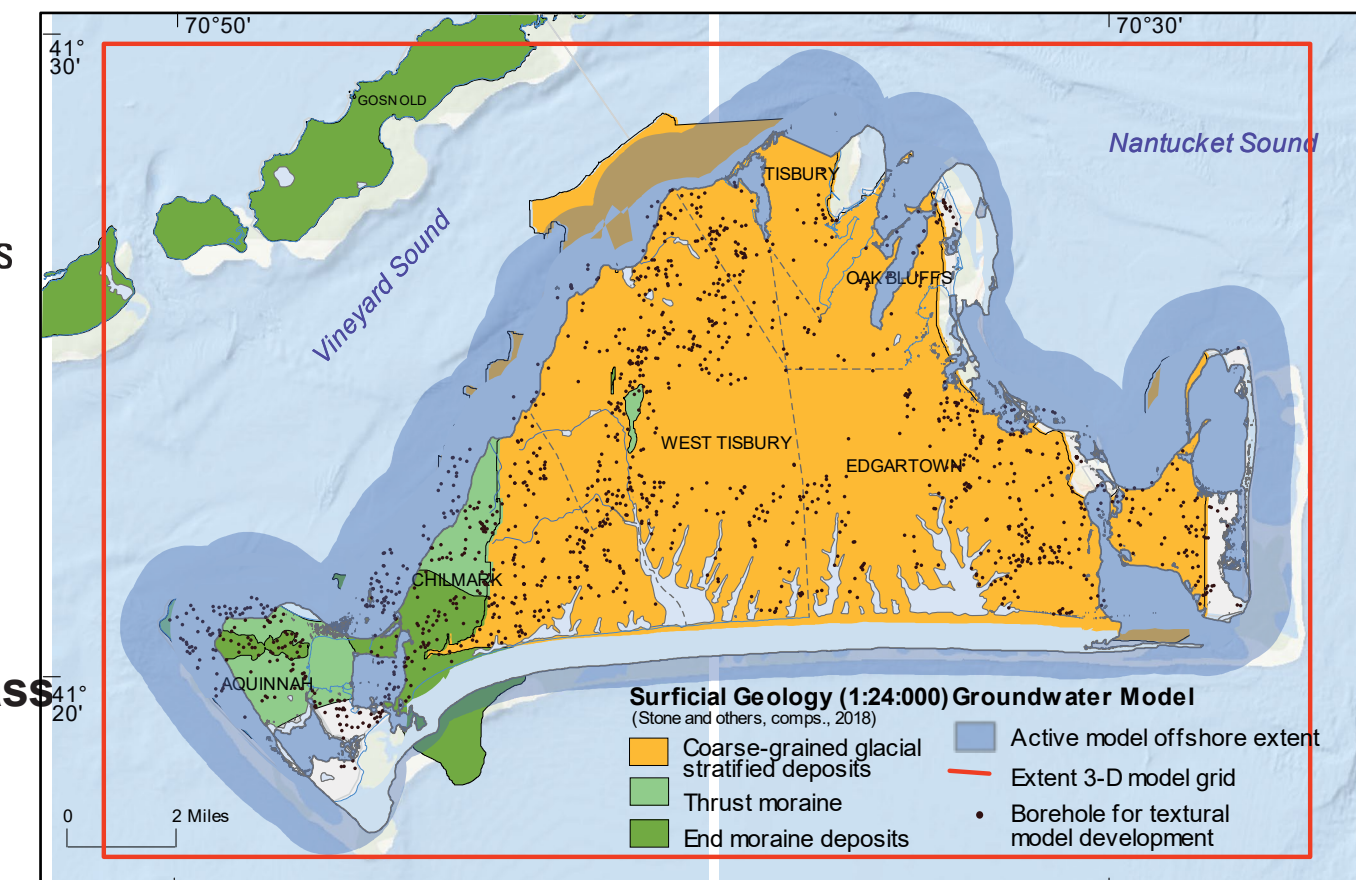 70°50'
70°30'
41°
30'
GOSNOLD
Nantucket Sound
TISBURY
S
Vineyard Sound
OAK BLUFFS
WEST TISBURY
EDGARTOWN
CHILMARK
AQUINNAH
ass
41°
20'
Surficial Geology (1:24:000) Groundwater Model
(Stone and others, comps., 2018)
Coarse-grained glacial
stratified deposits
Thrust moraine
End moraine deposits
Active model offshore extent
Extent 3-D model grid
Borehole for textural
model development
0 2 Miles